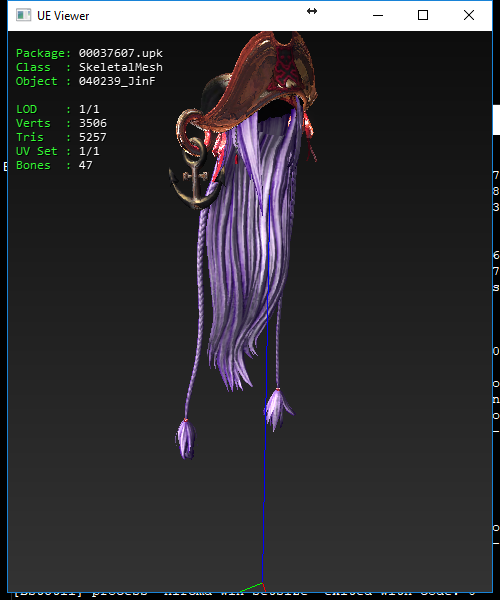 UE Viewer
Package: 00037607.upk
Class : SkeletalMesh
Object : 040239_JinF
LOD : 1/1
Verts : 3506
Tris : 5257
UV Set : 1/1
Bones : 47